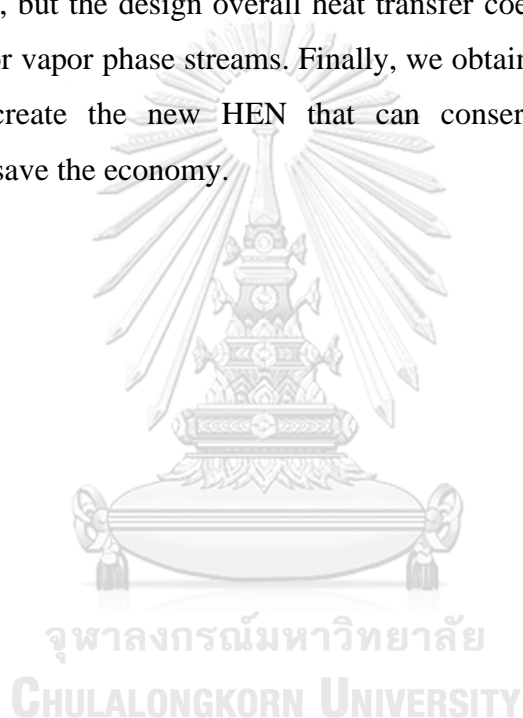 , but the design overall heat transfer coe
or vapor phase streams. Finally, we obtain
create the new HEN that can conser
save the economy.
จุฬาลงกรณ์มหาวิทยาลัย
CHULALONGKORN UNIVERSITY